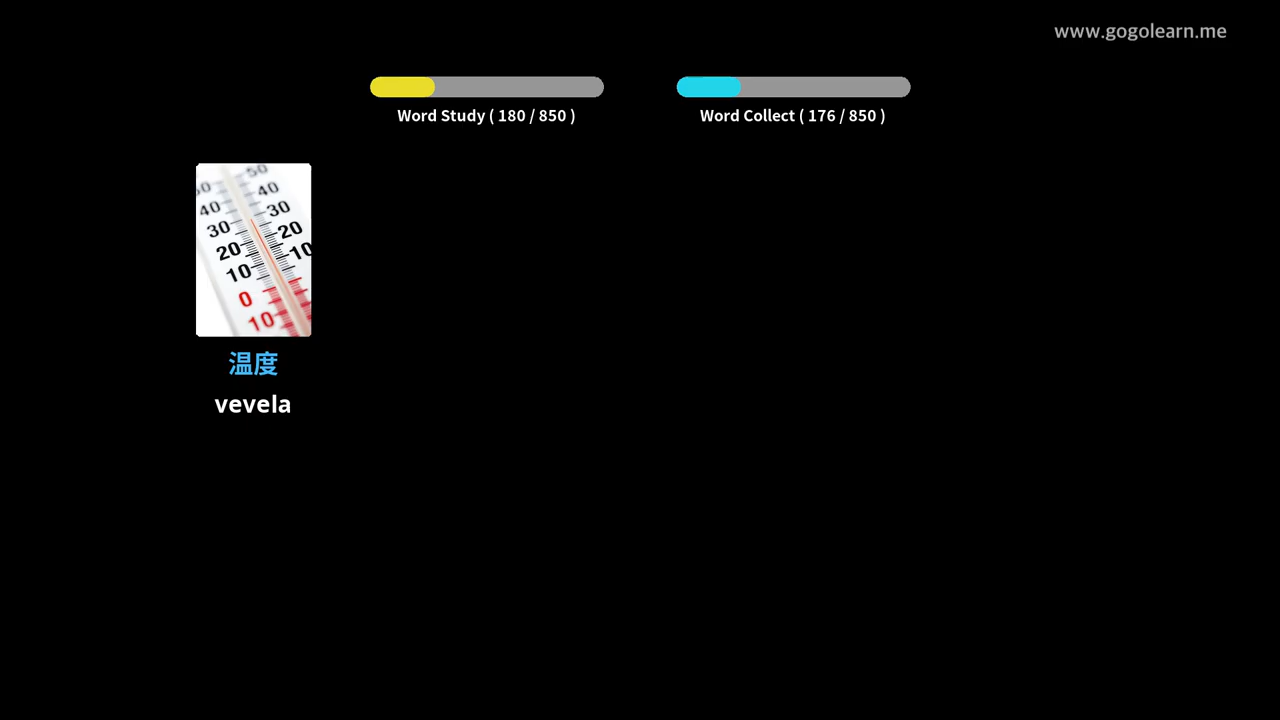 www.gogolearn.me
Word Study ( 180 / 850 )
Word Collect ( 176 / 850 )
50
50
40
40
30
30
20
20
10
10
0
10
温度
vevela